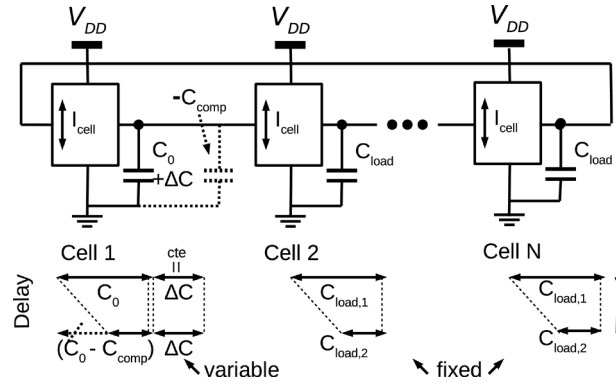 V_DD V_DD V_DD
-C_comp
I_cell I_cell I_cell
C_0 C_load C_load
+ΔC
Cell 1 Cell 2 Cell N
cte
=
Delay
C_0 ΔC C_load,1 C_load,1
(C_0 - C_comp) ΔC C_load,2 C_load,2
variable fixed